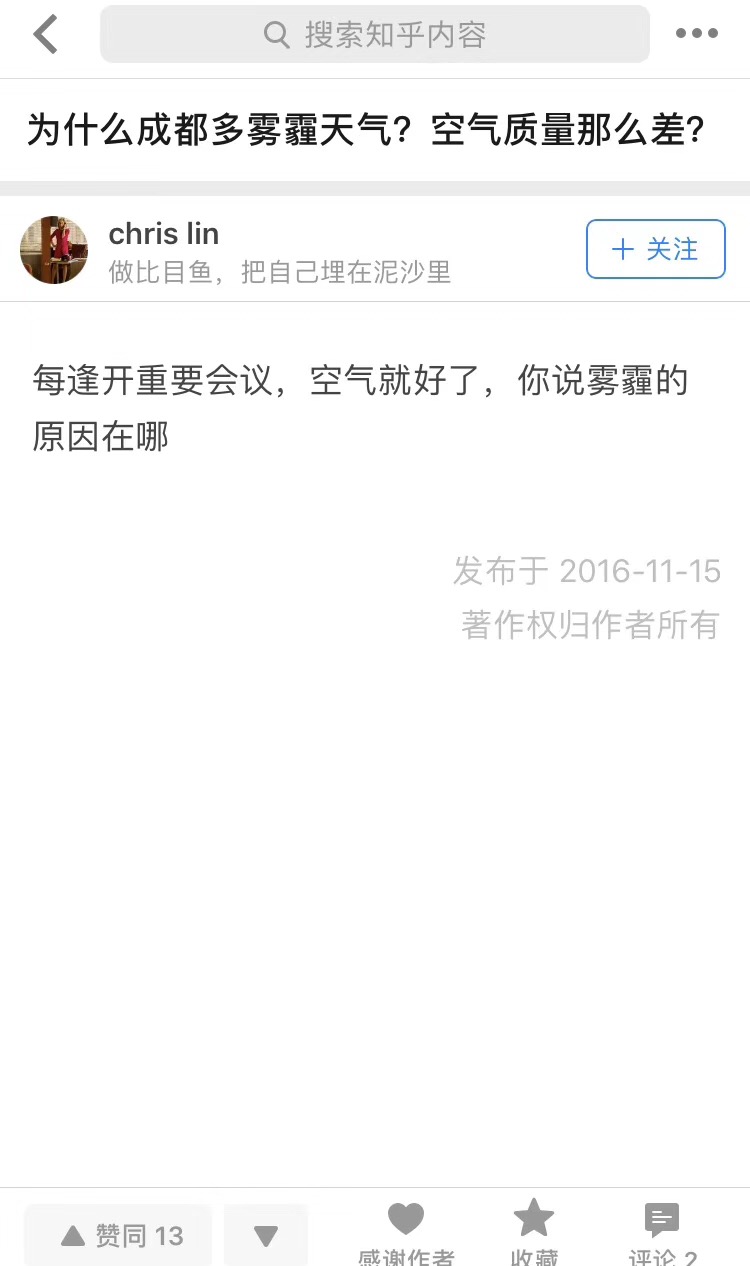 搜索知乎内容
为什么成都多雾霾天气？空气质量那么差？
chris lin
做比目鱼，把自己埋在泥沙里
＋ 关注
每逢开重要会议，空气就好了，你说雾霾的
原因在哪
发布于 2016-11-15
著作权归作者所有
赞同 13
感谢作者
收藏
评论 2